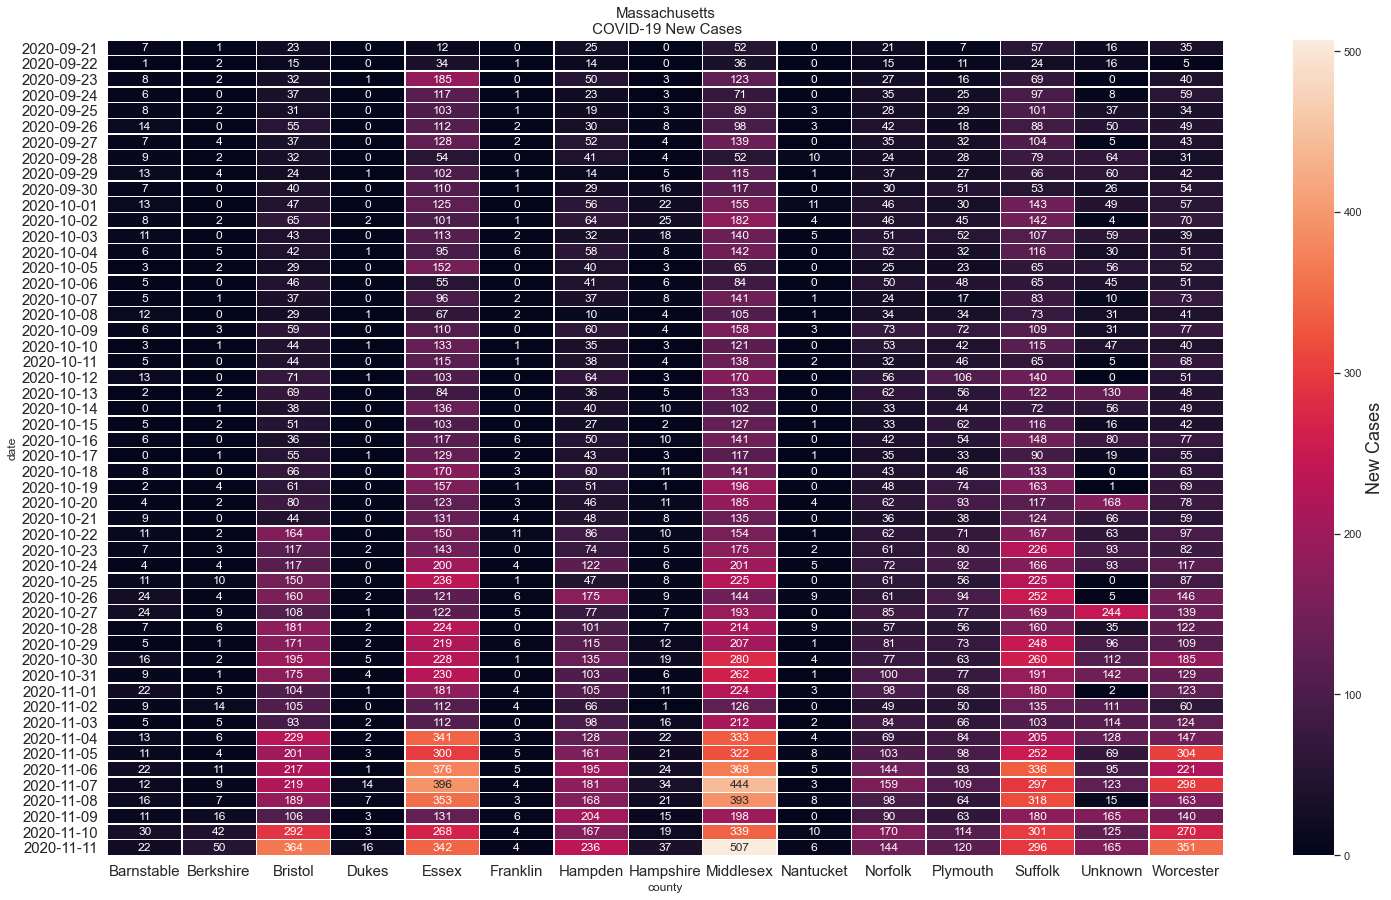 Massachusetts
COVID-19 New Cases
2020-09-21 7 1 23 0 12 0 25 0 52 0 21 7 57 16 35
2020-09-22 1 2 15 0 34 1 14 0 36 0 15 11 24 16 5
2020-09-23 8 2 32 1 185 0 50 3 123 0 27 16 69 0 40
2020-09-24 6 0 37 0 117 1 23 3 71 0 35 25 97 8 59
2020-09-25 8 2 31 0 103 1 19 3 89 3 28 29 101 37 34
2020-09-26 14 0 55 0 112 2 30 8 98 3 42 18 88 50 49
2020-09-27 7 4 37 0 128 2 52 4 139 0 35 32 104 5 43
2020-09-28 9 2 32 0 54 0 41 4 52 10 24 28 79 64 31
2020-09-29 13 4 24 1 102 1 14 5 115 1 37 27 66 60 42
2020-09-30 7 0 40 0 110 1 29 16 117 0 30 51 53 26 54
2020-10-01 13 0 47 0 125 0 56 22 155 11 46 30 143 49 57
2020-10-02 8 2 65 2 101 1 64 25 182 4 46 45 142 4 70
2020-10-03 11 0 43 0 113 2 32 18 140 5 51 52 107 59 39
2020-10-04 6 5 42 1 95 6 58 8 142 0 52 32 116 30 51
2020-10-05 3 2 29 0 152 0 40 3 65 0 25 23 65 56 52
2020-10-06 5 0 46 0 55 0 41 6 84 0 50 48 65 45 51
2020-10-07 5 1 37 0 96 2 37 8 141 1 24 17 83 10 73
2020-10-08 12 0 29 1 67 2 10 4 105 1 34 34 73 31 41
2020-10-09 6 3 59 0 110 0 60 4 158 3 73 72 109 31 77
2020-10-10 3 1 44 1 133 1 35 3 121 0 53 42 115 47 40
2020-10-11 5 0 44 0 115 1 38 4 138 2 32 46 65 5 68
2020-10-12 13 0 71 1 103 0 64 3 170 0 56 106 140 0 51
2020-10-13 2 2 69 0 84 0 36 5 133 0 62 56 122 130 48
2020-10-14 0 1 38 0 136 0 40 10 102 0 33 44 72 56 49
2020-10-15 5 2 51 0 103 0 27 2 127 1 33 62 116 16 42
2020-10-16 6 0 36 0 117 6 50 10 141 0 42 54 148 80 77
2020-10-17 0 1 55 1 129 2 43 3 117 1 35 33 90 19 55
2020-10-18 8 0 66 0 170 3 60 11 141 0 43 46 133 0 63
2020-10-19 2 4 61 0 157 1 51 1 196 0 48 74 163 1 69
2020-10-20 4 2 80 0 123 3 46 11 185 4 62 93 117 168 78
2020-10-21 9 0 44 0 131 4 48 8 135 0 36 38 124 66 59
2020-10-22 11 2 164 0 150 11 86 10 154 1 62 71 167 63 97
2020-10-23 7 3 117 2 143 0 74 5 175 2 61 80 226 93 82
2020-10-24 4 4 117 0 200 4 122 6 201 5 72 92 166 93 117
2020-10-25 11 10 150 0 236 1 47 8 225 0 61 56 225 0 87
2020-10-26 24 4 160 2 121 6 175 9 144 9 61 94 252 5 146
2020-10-27 24 9 108 1 122 5 77 7 193 0 85 77 169 244 139
2020-10-28 7 6 181 2 224 0 101 7 214 9 57 56 160 35 122
2020-10-29 5 1 171 2 219 6 115 12 207 1 81 73 248 96 109
2020-10-30 16 2 195 5 228 1 135 19 280 4 77 63 260 112 185
2020-10-31 9 1 175 4 230 0 103 6 262 1 100 77 191 142 129
2020-11-01 22 5 104 1 181 4 105 11 224 3 98 68 180 2 123
2020-11-02 9 14 105 0 112 4 66 1 126 0 49 50 135 111 60
2020-11-03 5 5 93 2 112 0 98 16 212 2 84 66 103 114 124
2020-11-04 13 6 229 2 341 3 128 22 333 4 69 84 205 128 147
2020-11-05 11 4 201 3 300 5 161 21 322 8 103 98 252 69 304
2020-11-06 22 11 217 1 376 5 195 24 368 5 144 93 336 95 221
2020-11-07 12 9 219 14 396 4 181 34 444 3 159 109 297 123 298
2020-11-08 16 7 189 7 353 3 168 21 393 8 98 64 318 15 163
2020-11-09 11 16 106 3 131 6 204 15 198 0 90 63 180 165 140
2020-11-10 30 42 292 3 268 4 167 19 339 10 170 114 301 125 270
2020-11-11 22 50 364 16 342 4 236 37 507 6 144 120 296 165 351
Barnstable Berkshire Bristol Dukes Essex Franklin Hampden Hampshire Middlesex Nantucket Norfolk Plymouth Suffolk Unknown Worcester
county
date
500
400
300
200
100
0
New Cases